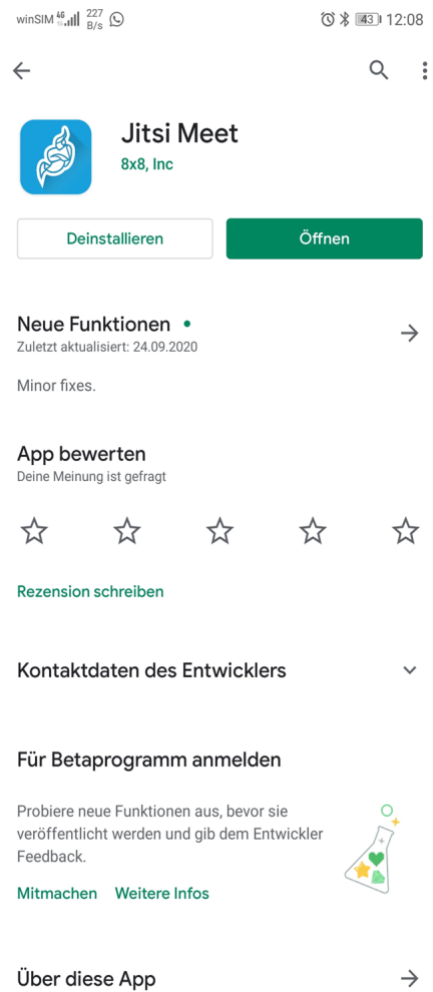 winSIM 4G 227 B/s 43 12:08
Jitsi Meet
8x8, Inc
Deinstallieren Öffnen
Neue Funktionen
Zuletzt aktualisiert: 24.09.2020
Minor fixes.
App bewerten
Deine Meinung ist gefragt
Rezension schreiben
Kontaktdaten des Entwicklers
Für Betaprogramm anmelden
Probiere neue Funktionen aus, bevor sie
veröffentlicht werden und gib dem Entwickler
Feedback.
Mitmachen Weitere Infos
Über diese App